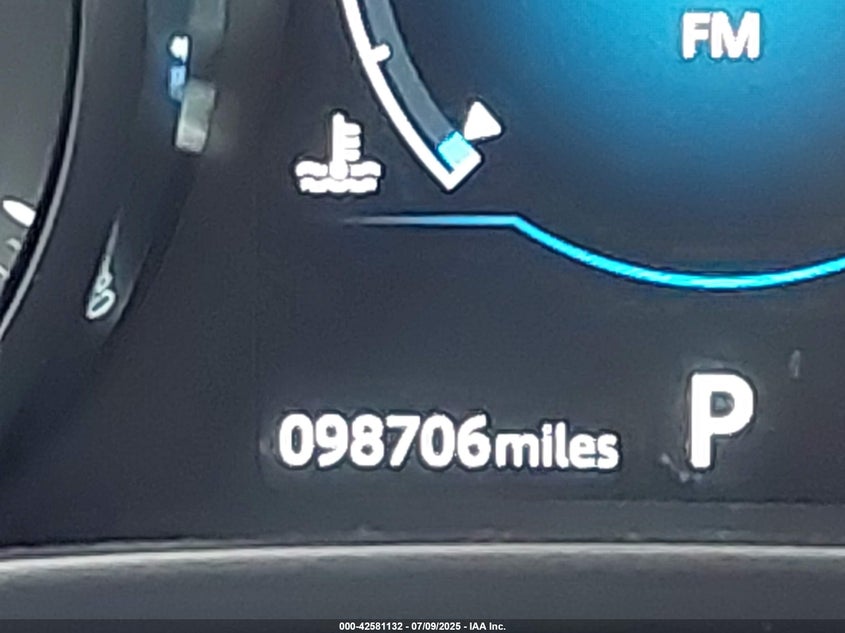 FM
098706miles
P
000-42581132 - 07/09/2025 - IAA Inc.